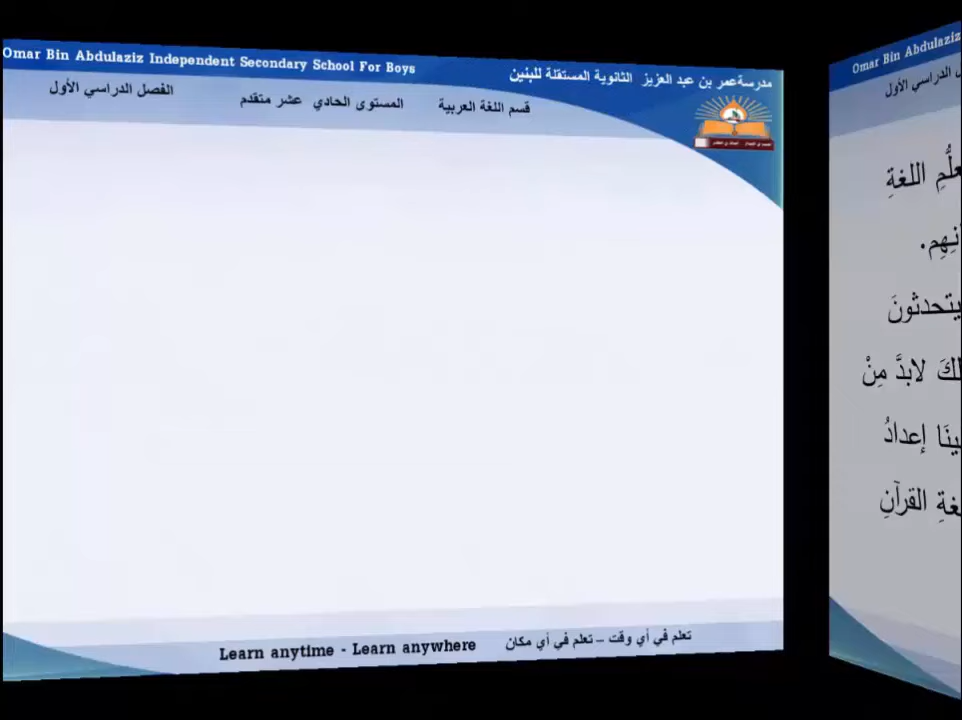 Omar Bin Abdulaziz Independent Secondary School For Boys
مدرسةعمر بن عبد العزيز الثانوية المستقلة للبنين
قسم اللغة العربية
المستوى الحادي عشر متقدم
الفصل الدراسي الأول
Learn anytime - Learn anywhere
تعلم في أي وقت – تعلم في أي مكان
Omar Bin Abdulaziz
الدراسي الأول
اللغةِ
يتحدثونَ
لابدَّ مِنْ
إعدادُ
القرآنِ